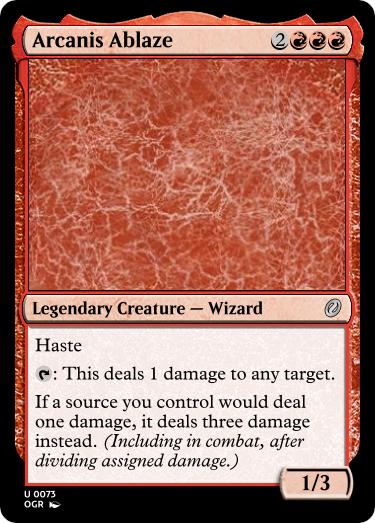 Arcanis Ablaze 2
Legendary Creature — Wizard
Haste
: This deals 1 damage to any target.
If a source you control would deal
one damage, it deals three damage
instead. (Including in combat, after
dividing assigned damage.)
1/3
U 0073
OGR